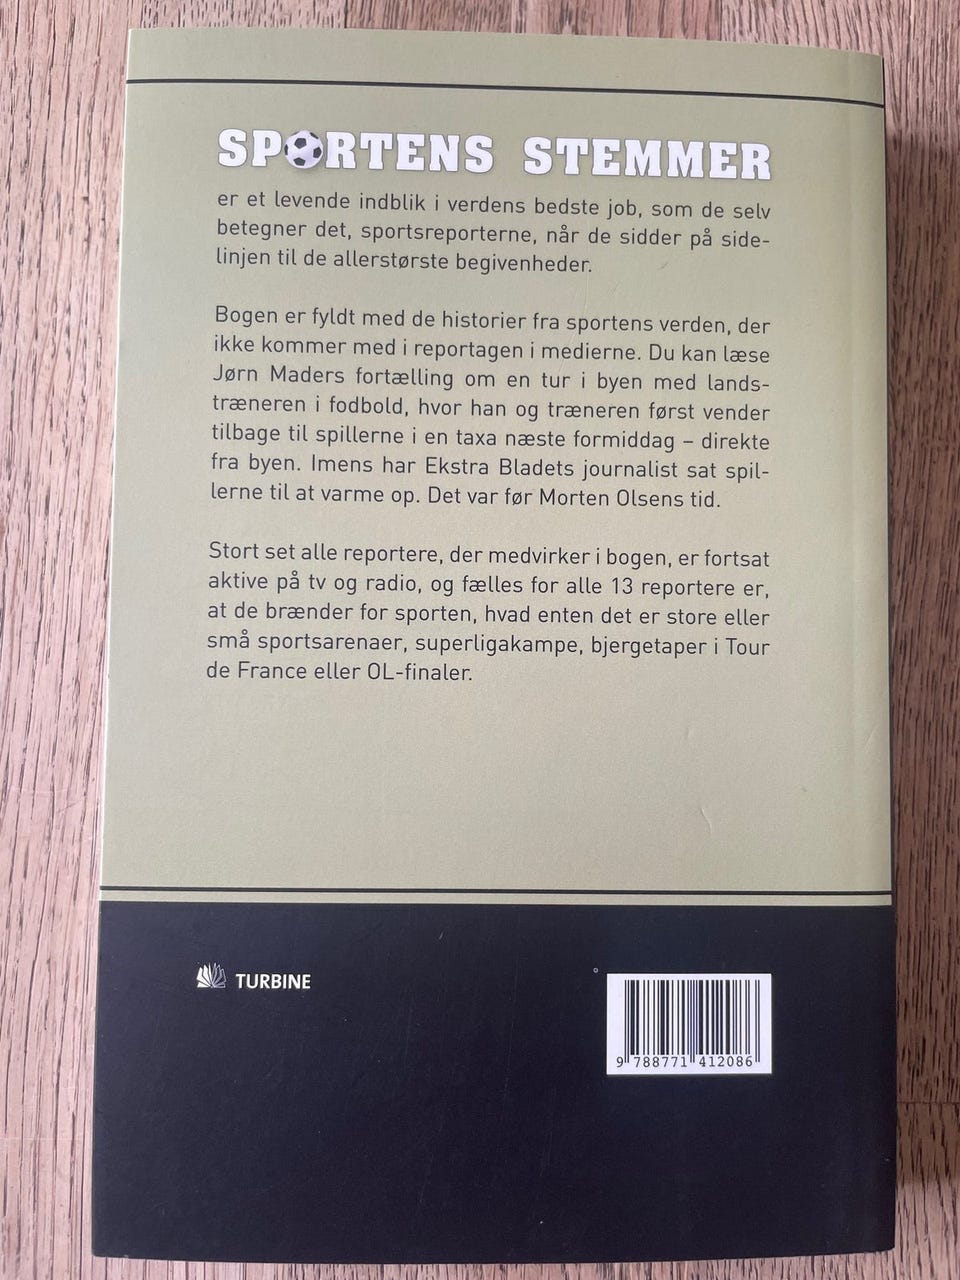 SPORTENS STEMMER
er et levende indblik i verdens bedste job, som de selv
betegner det, sportsreporterne, når de sidder på side-
linjen til de allerstørste begivenheder.
Bogen er fyldt med de historier fra sportens verden, der
ikke kommer med i reportagen i medierne. Du kan læse
Jørn Maders fortælling om en tur i byen med lands-
træneren i fodbold, hvor han og træneren først vender
tilbage til spillerne i en taxa næste formiddag – direkte
fra byen. Imens har Ekstra Bladets journalist sat spil-
lerne til at varme op. Det var før Morten Olsens tid.
Stort set alle reportere, der medvirker i bogen, er fortsat
aktive på tv og radio, og fælles for alle 13 reportere er,
at de brænder for sporten, hvad enten det er store eller
små sportsarenaer, superligakampe, bjergetaper i Tour
de France eller OL-finaler.
TURBINE
9 788771 412086